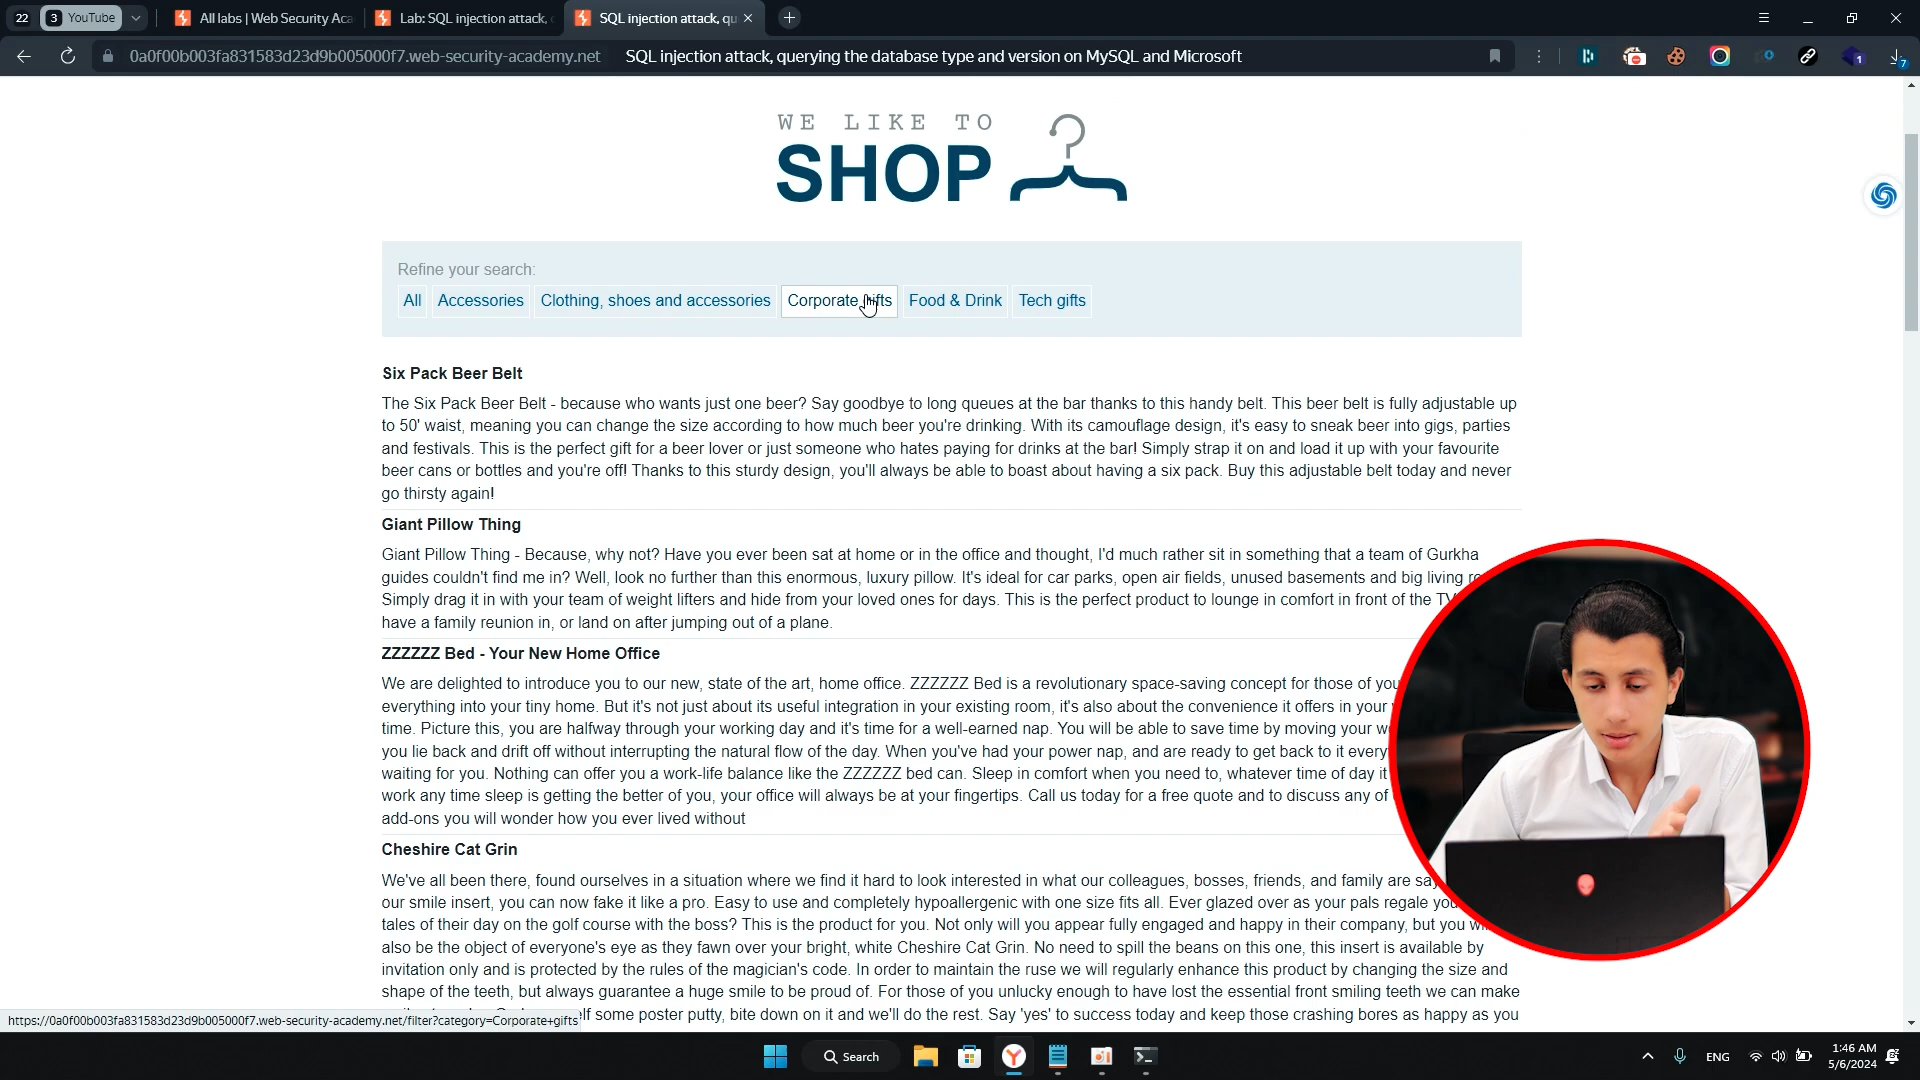 22 3 YouTube All labs | Web Security Aca Lab: SQL injection attack, SQL injection attack, qu
0a0f00b003fa831583d23d9b005000f7.web-security-academy.net SQL injection attack, querying the database type and version on MySQL and Microsoft 1 7
WE LIKE TO
SHOP
Refine your search:
All Accessories Clothing, shoes and accessories Corporate gifts Food & Drink Tech gifts
Six Pack Beer Belt
The Six Pack Beer Belt - because who wants just one beer? Say goodbye to long queues at the bar thanks to this handy belt. This beer belt is fully adjustable up
to 50' waist, meaning you can change the size according to how much beer you're drinking. With its camouflage design, it's easy to sneak beer into gigs, parties
and festivals. This is the perfect gift for a beer lover or just someone who hates paying for drinks at the bar! Simply strap it on and load it up with your favourite
beer cans or bottles and you're off! Thanks to this sturdy design, you'll always be able to boast about having a six pack. Buy this adjustable belt today and never
go thirsty again!
Giant Pillow Thing
Giant Pillow Thing - Because, why not? Have you ever been sat at home or in the office and thought, I'd much rather sit in something that a team of Gurkha
guides couldn't find me in? Well, look no further than this enormous, luxury pillow. It's ideal for car parks, open air fields, unused basements and big living
Simply drag it in with your team of weight lifters and hide from your loved ones for days. This is the perfect product to lounge in comfort in front of the TV
have a family reunion in, or land on after jumping out of a plane.
ZZZZZZ Bed - Your New Home Office
We are delighted to introduce you to our new, state of the art, home office. ZZZZZZ Bed is a revolutionary space-saving concept for those of you
everything into your tiny home. But it's not just about its useful integration in your existing room, it's also about the convenience it offers in your
time. Picture this, you are halfway through your working day and it's time for a well-earned nap. You will be able to save time by moving your
you lie back and drift off without interrupting the natural flow of the day. When you've had your power nap, and are ready to get back to it
waiting for you. Nothing can offer you a work-life balance like the ZZZZZZ bed can. Sleep in comfort when you need to, whatever time of day it
work any time sleep is getting the better of you, your office will always be at your fingertips. Call us today for a free quote and to discuss any of
add-ons you will wonder how you ever lived without
Cheshire Cat Grin
We've all been there, found ourselves in a situation where we find it hard to look interested in what our colleagues, bosses, friends, and family are
our smile insert, you can now fake it like a pro. Easy to use and completely hypoallergenic with one size fits all. Ever glazed over as your pals regale
tales of their day on the golf course with the boss? This is the product for you. Not only will you appear fully engaged and happy in their company, but you
also be the object of everyone's eye as they fawn over your bright, white Cheshire Cat Grin. No need to spill the beans on this one, this insert is available by
invitation only and is protected by the rules of the magician's code. In order to maintain the ruse we will regularly enhance this product by changing the size and
shape of the teeth, but always guarantee a huge smile to be proud of. For those of you unlucky enough to have lost the essential front smiling teeth we can make
some poster putty, bite down on it and we'll do the rest. Say 'yes' to success today and keep those crashing bores as happy as you
https://0a0f00b003fa831583d23d9b005000f7.web-security-academy.net/filter?category=Corporate+gifts
Search ENG 1:46 AM
5/6/2024